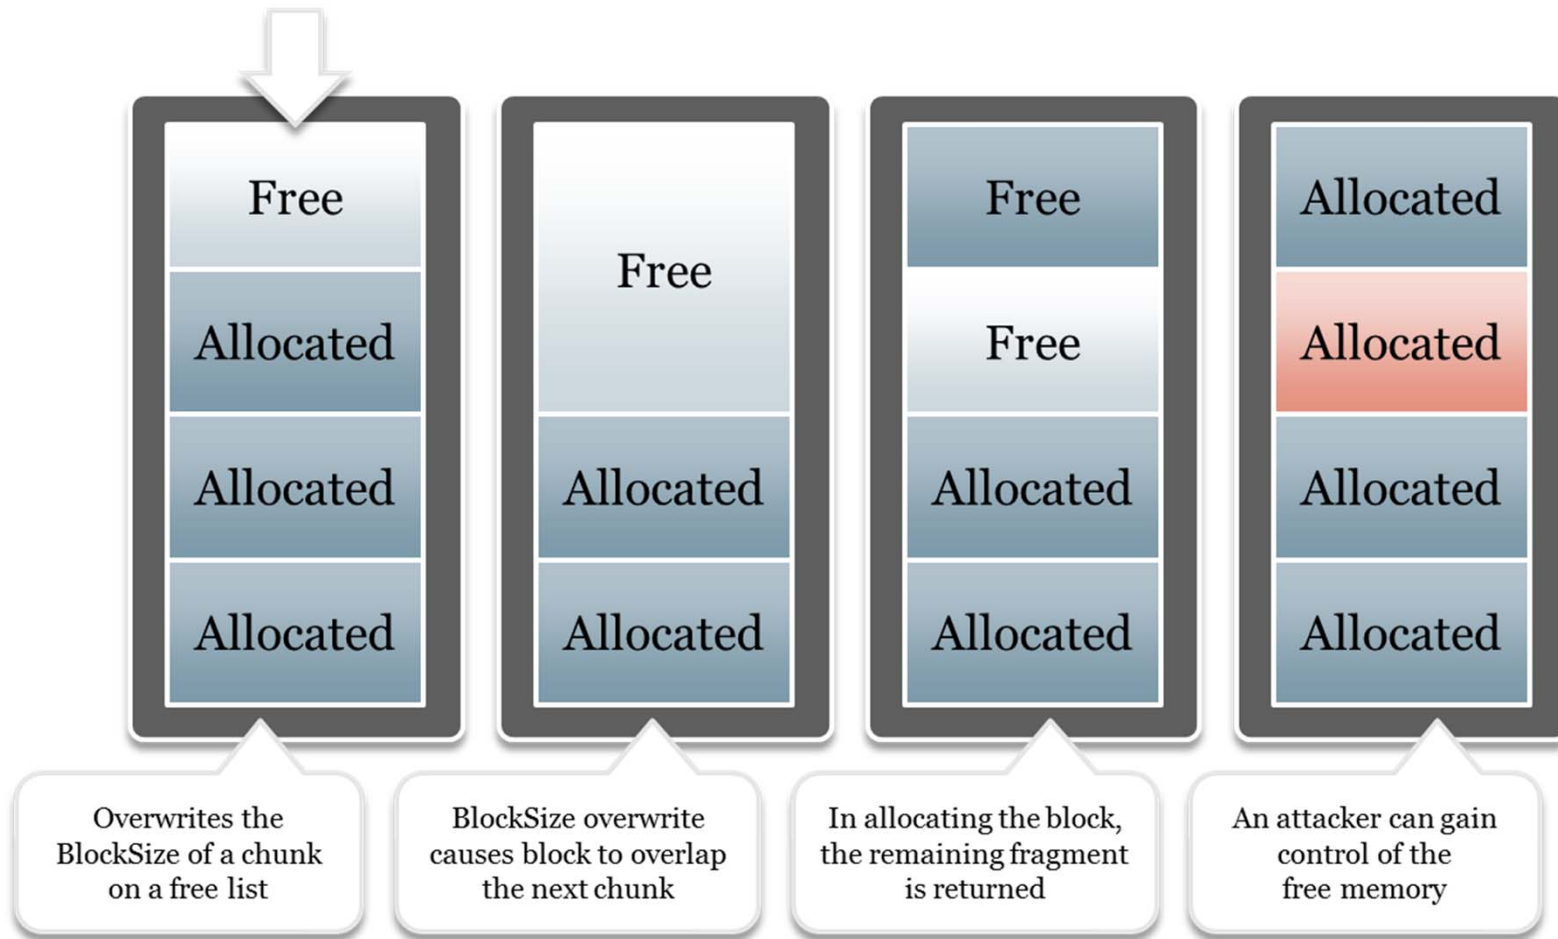 Free
Allocated
Allocated
Allocated
Free
Allocated
Allocated
Free
Free
Allocated
Allocated
Allocated
Allocated
Allocated
Allocated
Overwrites the
BlockSize of a chunk
on a free list
BlockSize overwrite
causes block to overlap
the next chunk
In allocating the block,
the remaining fragment
is returned
An attacker can gain
control of the
free memory